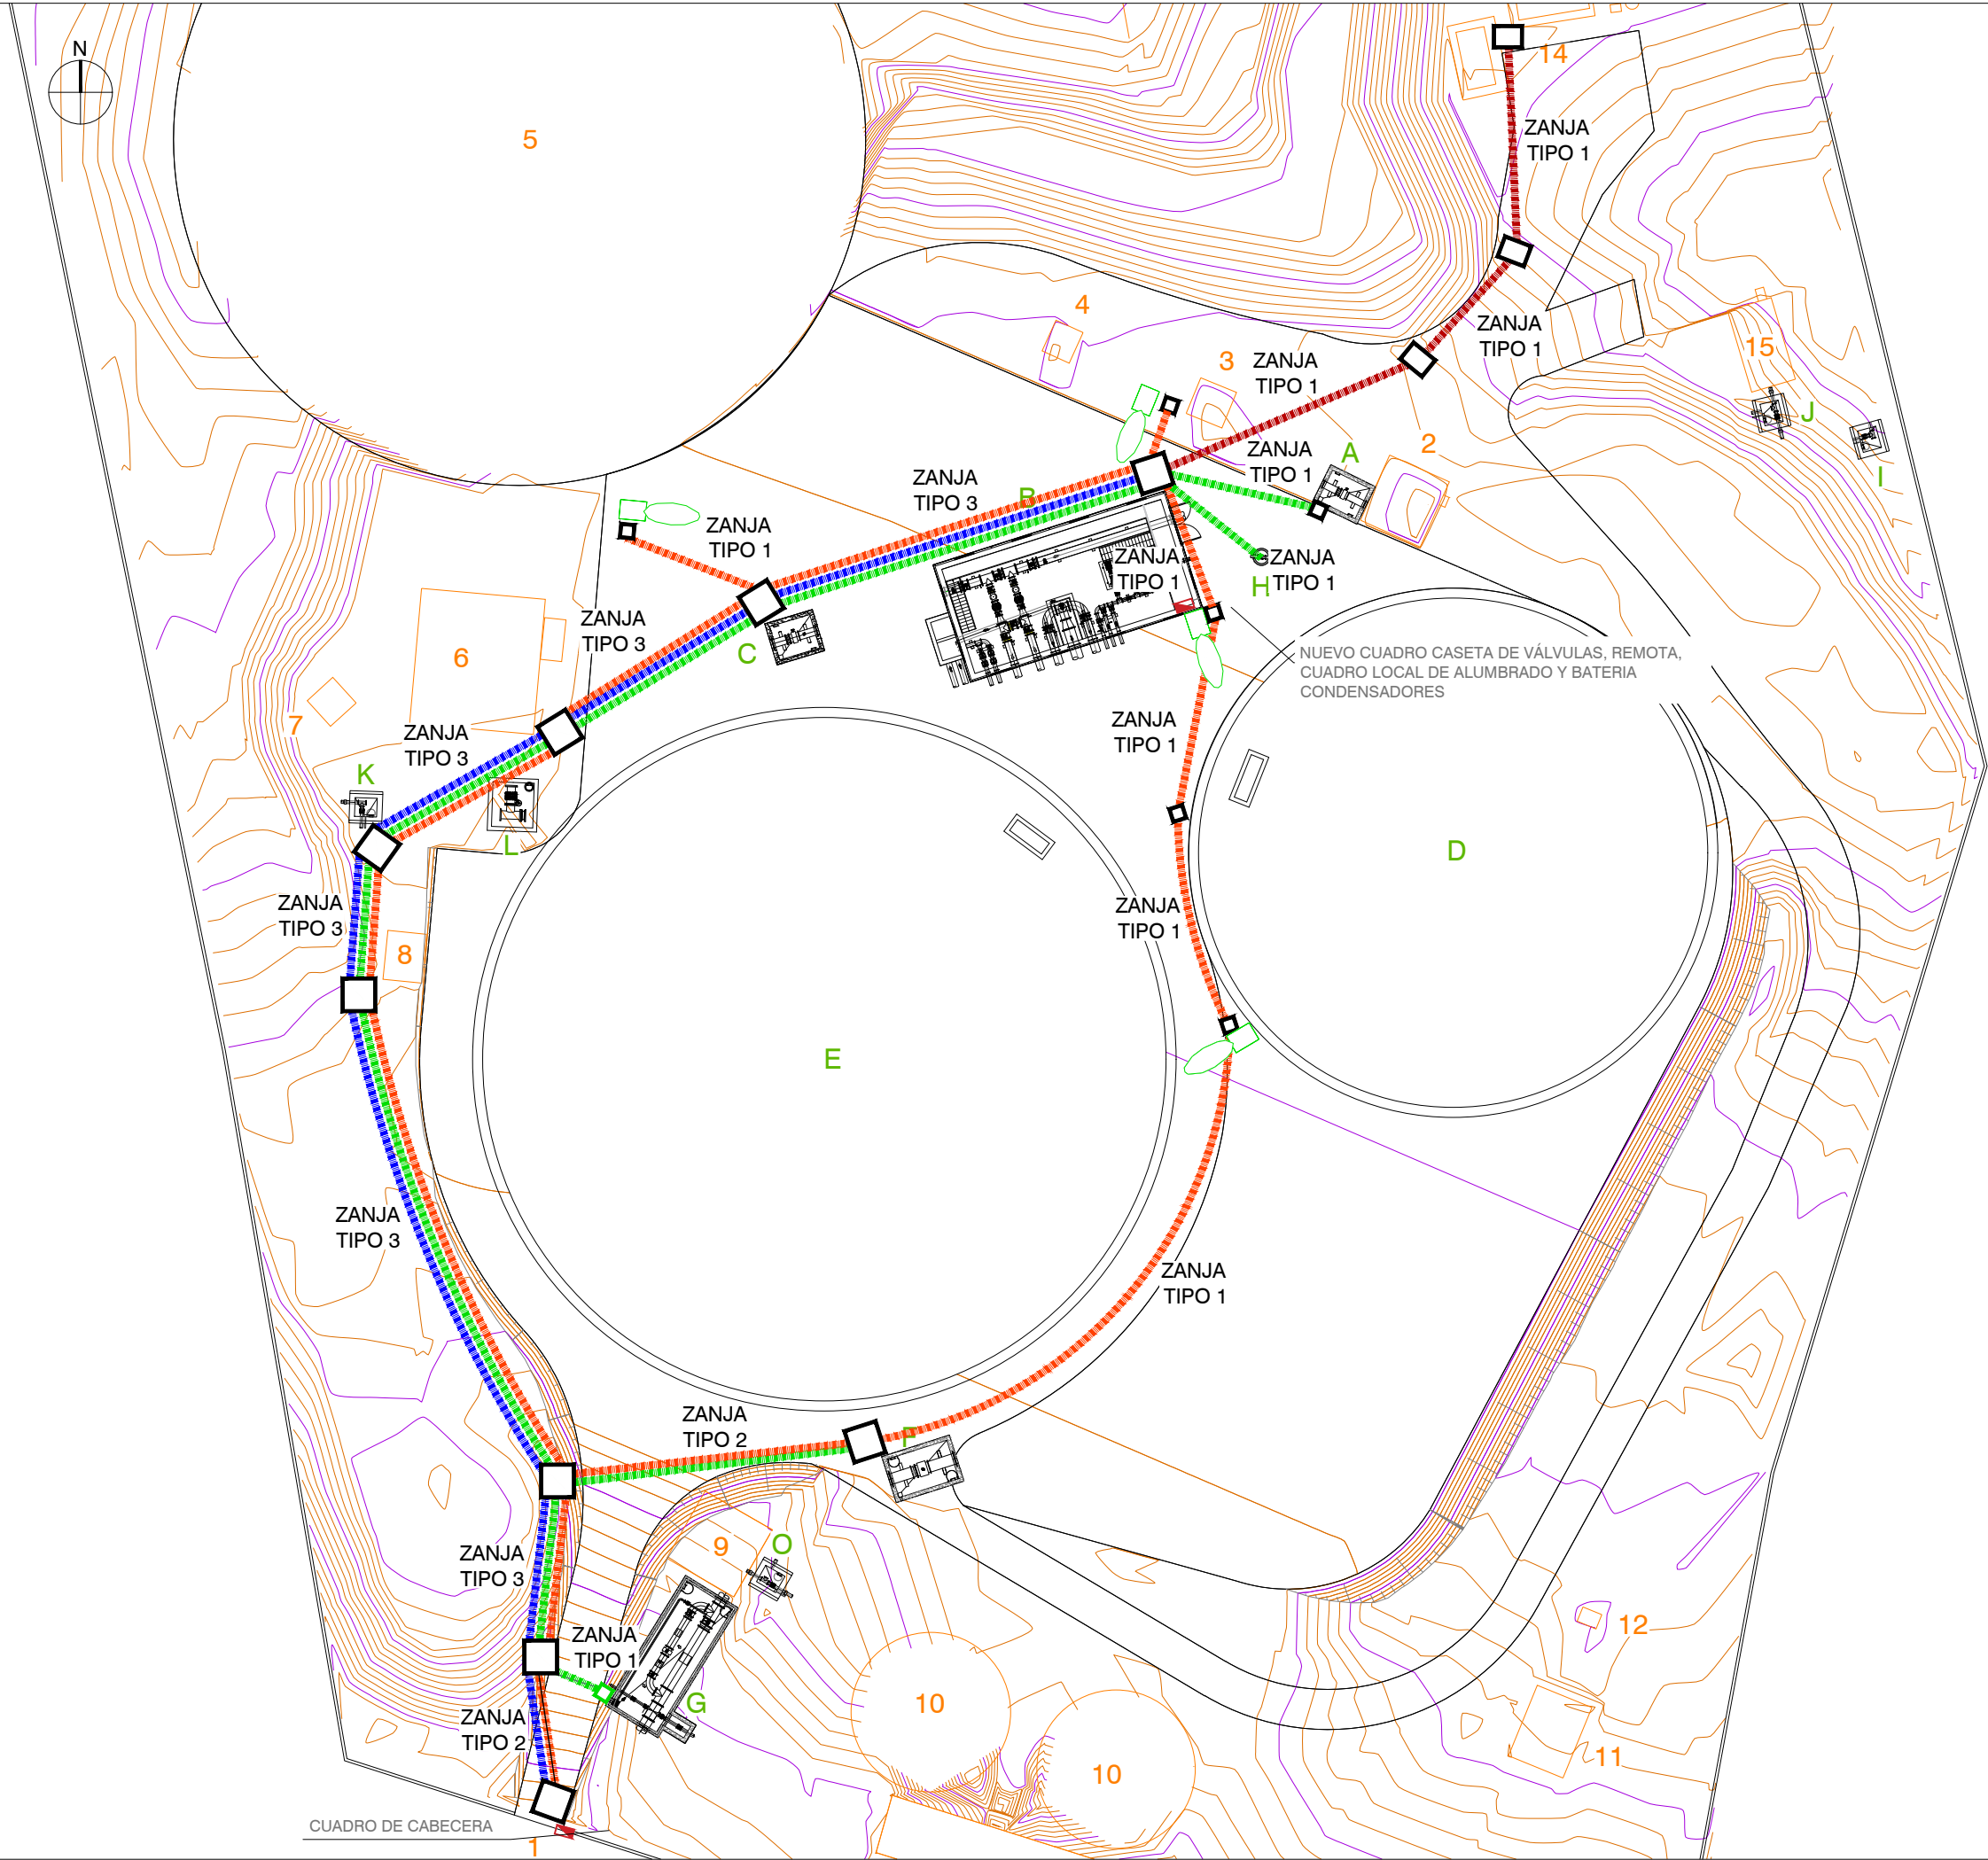 N
5
14
ZANJA
TIPO 1
ZANJA
TIPO 1
4
3
ZANJA
TIPO 1
15
J
I
2
A
ZANJA
TIPO 1
B
ZANJA
TIPO 3
ZANJA
TIPO 1
ZANJA
TIPO 1
ZANJA
TIPO 1
H
ZANJA
TIPO 3
C
6
7
NUEVO CUADRO CASETA DE VÁLVULAS, REMOTA,
CUADRO LOCAL DE ALUMBRADO Y BATERIA
CONDENSADORES
ZANJA
TIPO 1
ZANJA
TIPO 3
K
L
D
ZANJA
TIPO 3
ZANJA
TIPO 1
8
E
ZANJA
TIPO 3
ZANJA
TIPO 1
ZANJA
TIPO 2
F
9
O
ZANJA
TIPO 3
ZANJA
TIPO 1
12
G
10
ZANJA
TIPO 2
11
10
CUADRO DE CABECERA
1